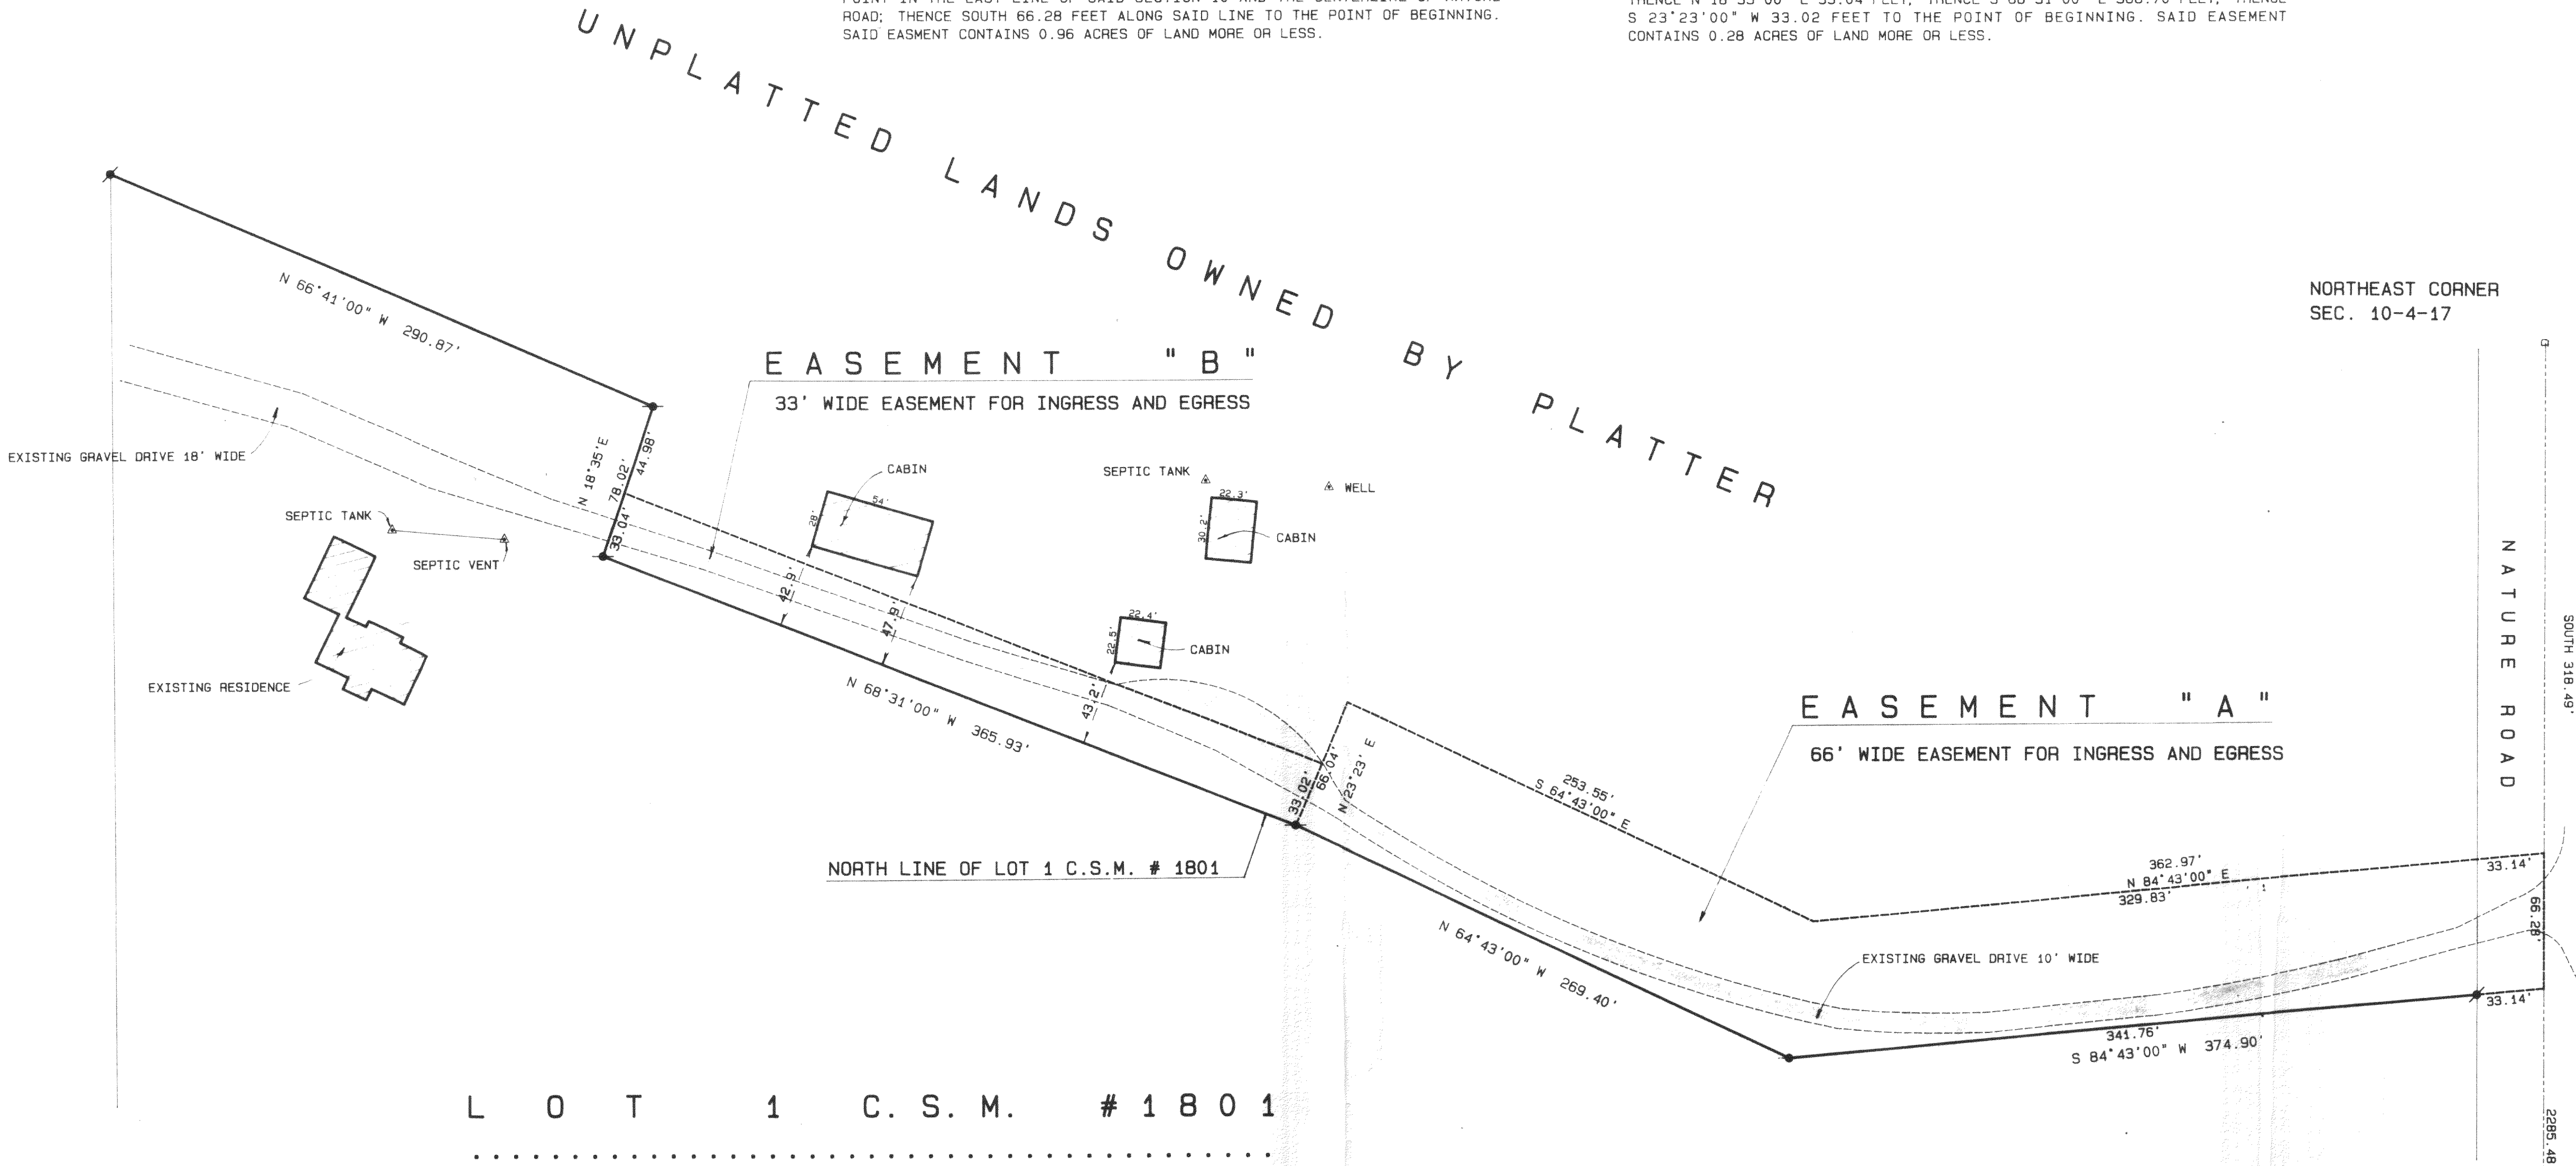 ROAD; THENCE SOUTH 66.28 FEET ALONG SAID LINE TO THE POINT OF BEGINNING.
SAID EASMENT CONTAINS 0.96 ACRES OF LAND MORE OR LESS.
S 23°23'00" W 33.02 FEET TO THE POINT OF BEGINNING. SAID EASEMENT
CONTAINS 0.28 ACRES OF LAND MORE OR LESS.
UNPLATTED LANDS OWNED BY PLATTER
NORTHEAST CORNER
SEC. 10-4-17
N 66°41'00" W 290.87'
EASEMENT "B"
33' WIDE EASEMENT FOR INGRESS AND EGRESS
EXISTING GRAVEL DRIVE 18' WIDE
N 18°35'E
78.02'
44.98'
33.04'
CABIN
54'
28'
SEPTIC TANK
WELL
22.3'
30.2'
CABIN
SEPTIC TANK
SEPTIC VENT
42.9'
47.9'
22.4'
22.5'
CABIN
43.2'
EXISTING RESIDENCE
N 68°31'00" W 365.93'
EASEMENT "A"
66' WIDE EASEMENT FOR INGRESS AND EGRESS
NATURE ROAD
SOUTH 318.49'
33.02'
66.04'
N 23°23' E
253.55'
S 64°43'00" E
NORTH LINE OF LOT 1 C.S.M. # 1801
362.97'
N 84°43'00" E
329.83'
33.14'
66.28'
N 64°43'00" W 269.40'
EXISTING GRAVEL DRIVE 10' WIDE
33.14'
341.76'
S 84°43'00" W 374.90'
LOT 1 C.S.M. #1801
2285.48